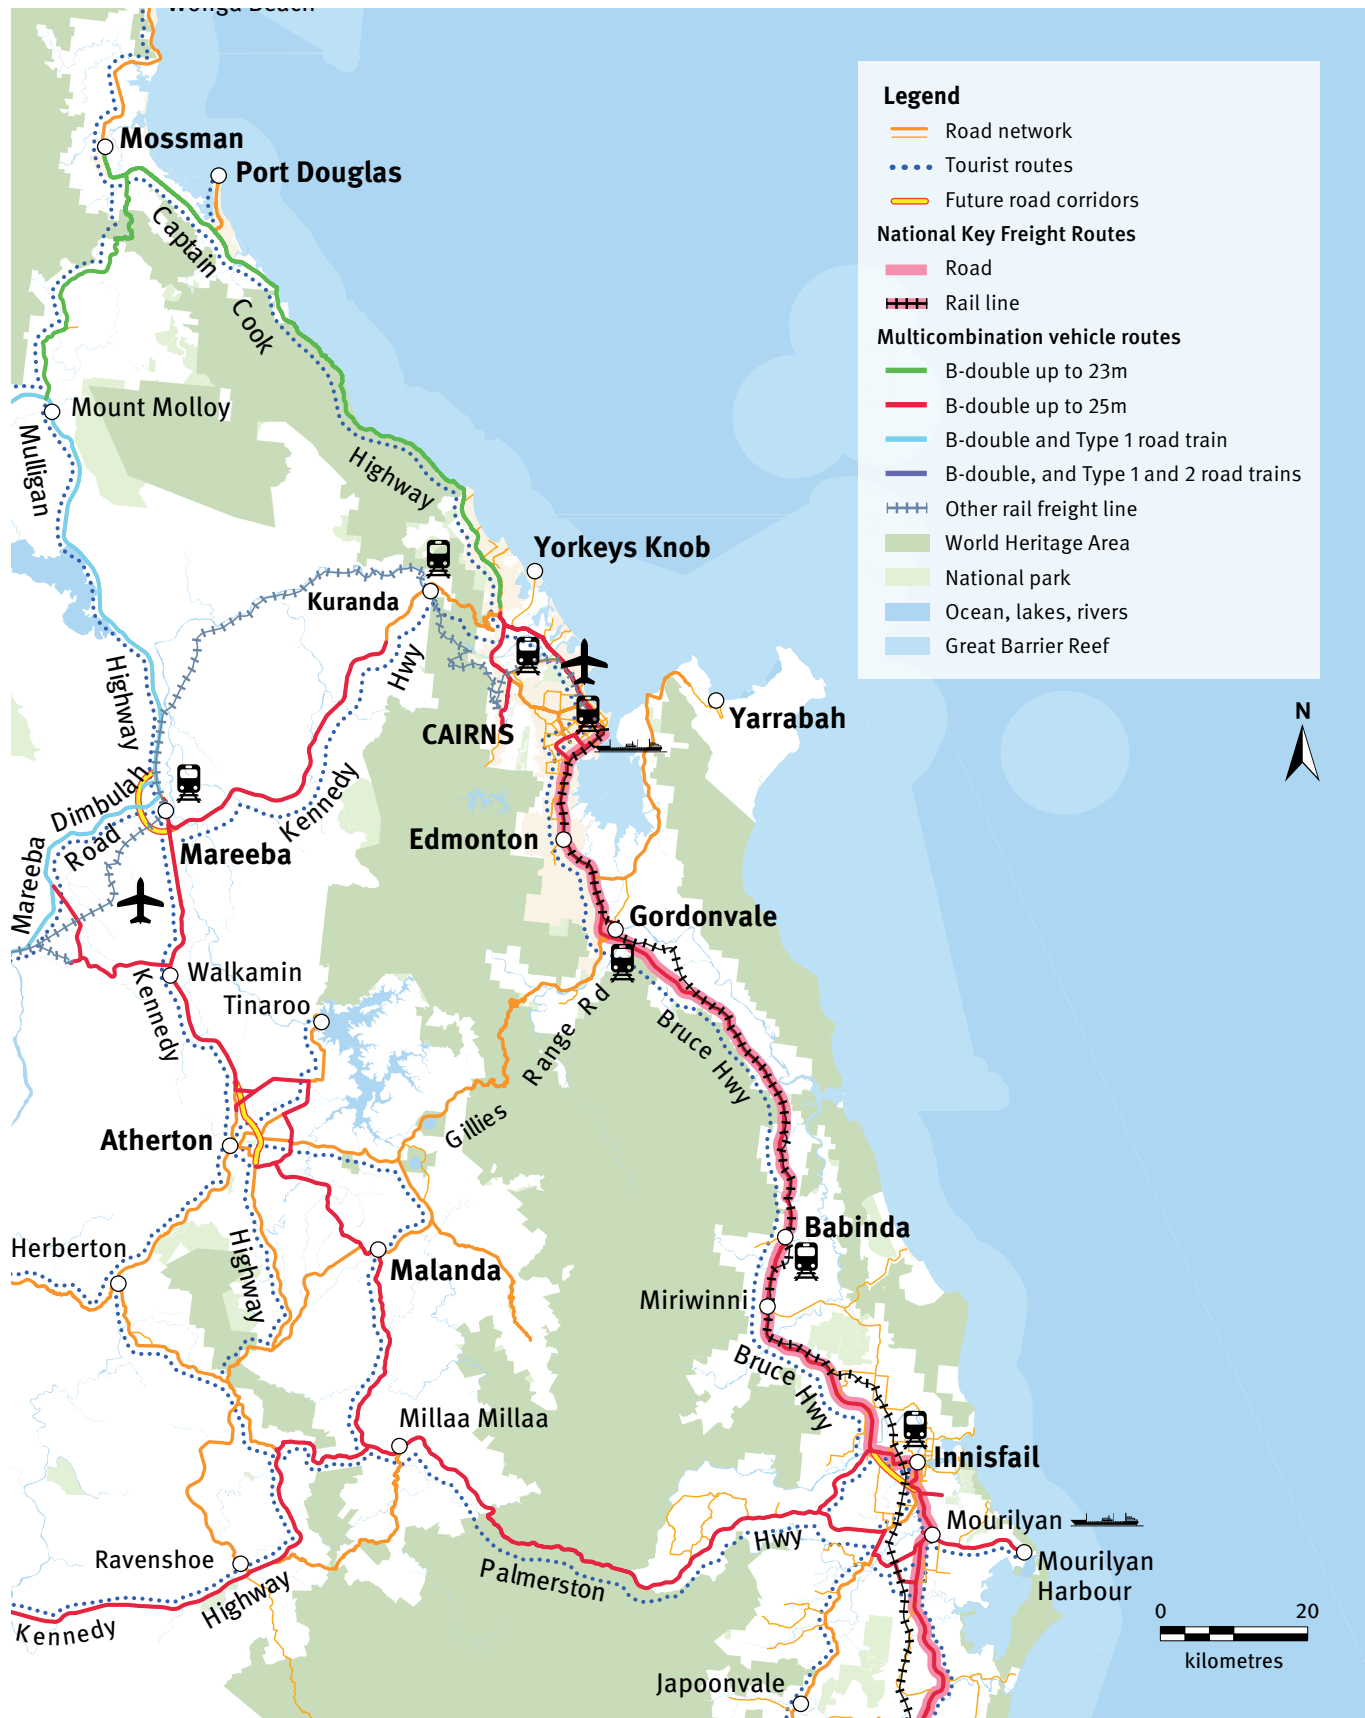 Wonga Beach
Mossman
Port Douglas
Captain
Cook
Highway
Mount Molloy
Mulligan
Highway
Yorkeys Knob
Kuranda
Hwy
Kennedy
CAIRNS
Yarrabah
Dimbulah
Road
Mareeba
Mareeba
Edmonton
Gordonvale
Walkamin
Tinaroo
Kennedy
Range Rd
Gillies
Bruce Hwy
Atherton
Highway
Herberton
Malanda
Babinda
Miriwinni
Bruce Hwy
Millaa Millaa
Innisfail
Mourilyan
Mourilyan
Harbour
Ravenshoe
Highway
Kennedy
Palmerston
Hwy
Japoonvale
Legend
Road network
Tourist routes
Future road corridors
National Key Freight Routes
Road
Rail line
Multicombination vehicle routes
B-double up to 23m
B-double up to 25m
B-double and Type 1 road train
B-double, and Type 1 and 2 road trains
Other rail freight line
World Heritage Area
National park
Ocean, lakes, rivers
Great Barrier Reef
N
0 20
kilometres